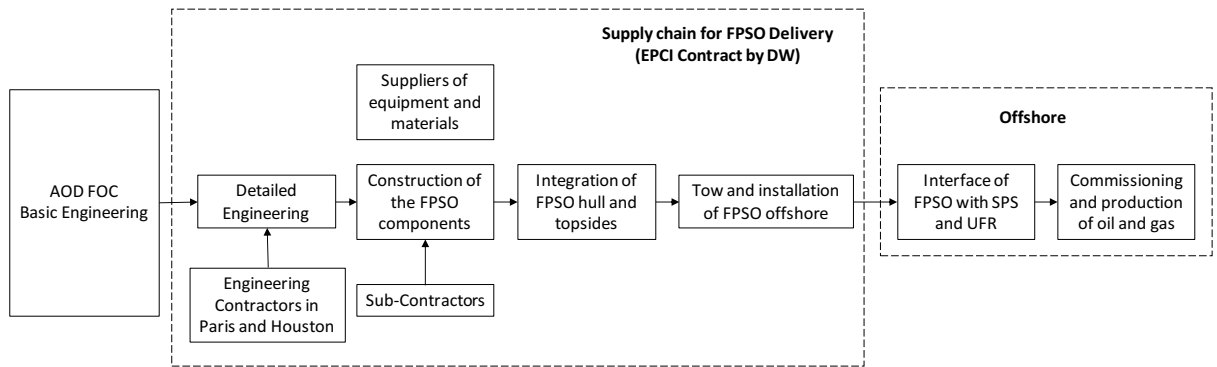 Supply chain for FPSO Delivery
(EPCI Contract by DW)
Suppliers of
equipment and
materials
Offshore
AOD FOC
Basic Engineering
Detailed
Engineering
Construction of
the FPSO
components
Integration of
FPSO hull and
topsides
Tow and installation
of FPSO offshore
Interface of
FPSO with SPS
and UFR
Commissioning
and production
of oil and gas
Engineering
Contractors in
Paris and Houston
Sub-Contractors